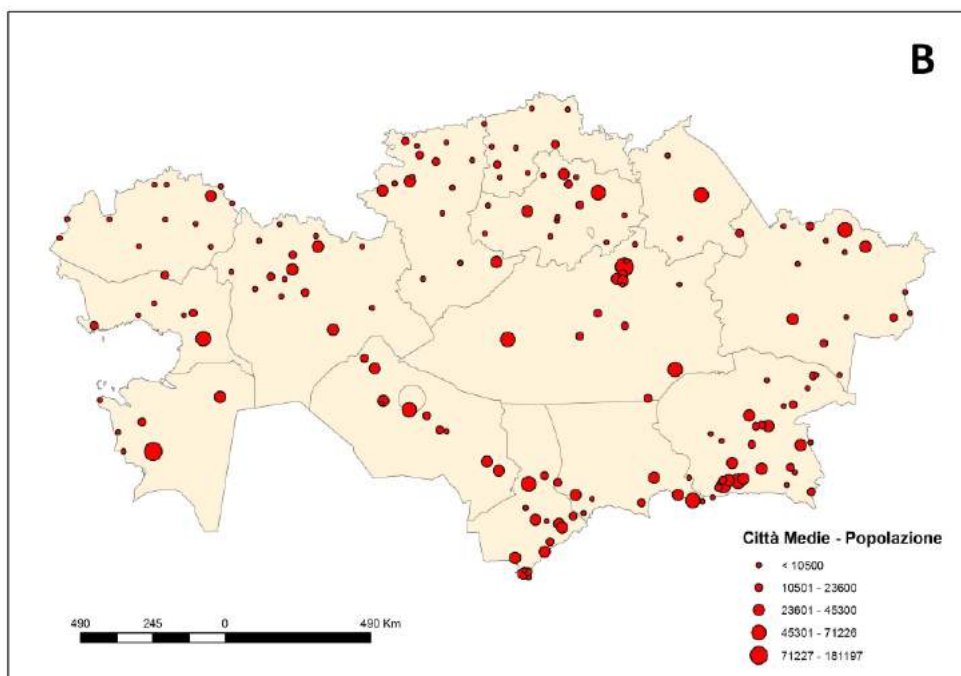 B
Città Medie - Popolazione
< 10500
10501 - 23600
23601 - 45300
45301 - 71226
71227 - 181197
490 245 0 490 Km